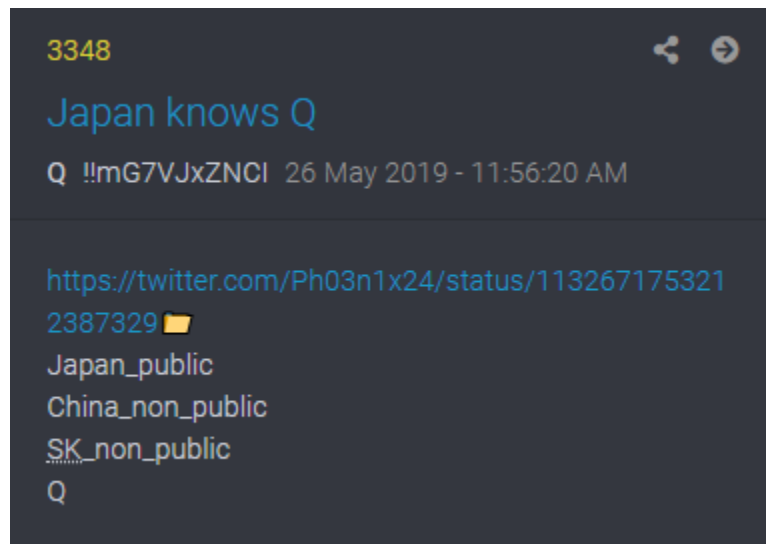 3348
Japan knows Q
Q !!mG7VJxZNCI 26 May 2019 - 11:56:20 AM
https://twitter.com/Ph03n1x24/status/113267175321
2387329
Japan_public
China_non_public
SK_non_public
Q